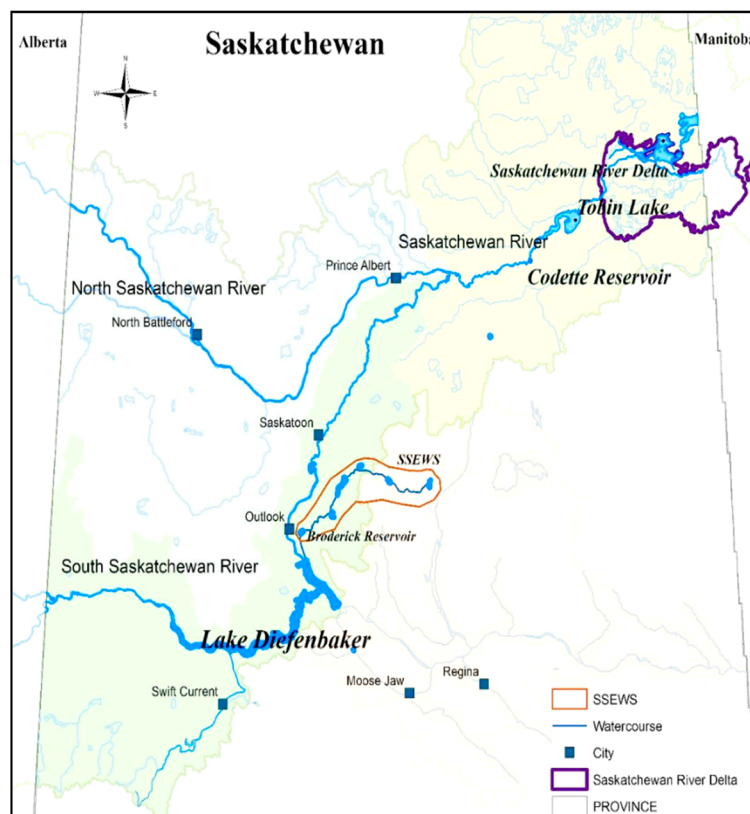 Alberta
Saskatchewan
Manitoba
N
W
E
S
Saskatchewan River Delta
Tobin Lake
Saskatchewan River
Prince Albert
Codette Reservoir
North Saskatchewan River
North Battleford
Saskatoon
SSEWS
Outlook
Broderick Reservoir
South Saskatchewan River
Lake Diefenbaker
Regina
Moose Jaw
Swift Current
SSEWS
Watercourse
City
Saskatchewan River Delta
PROVINCE